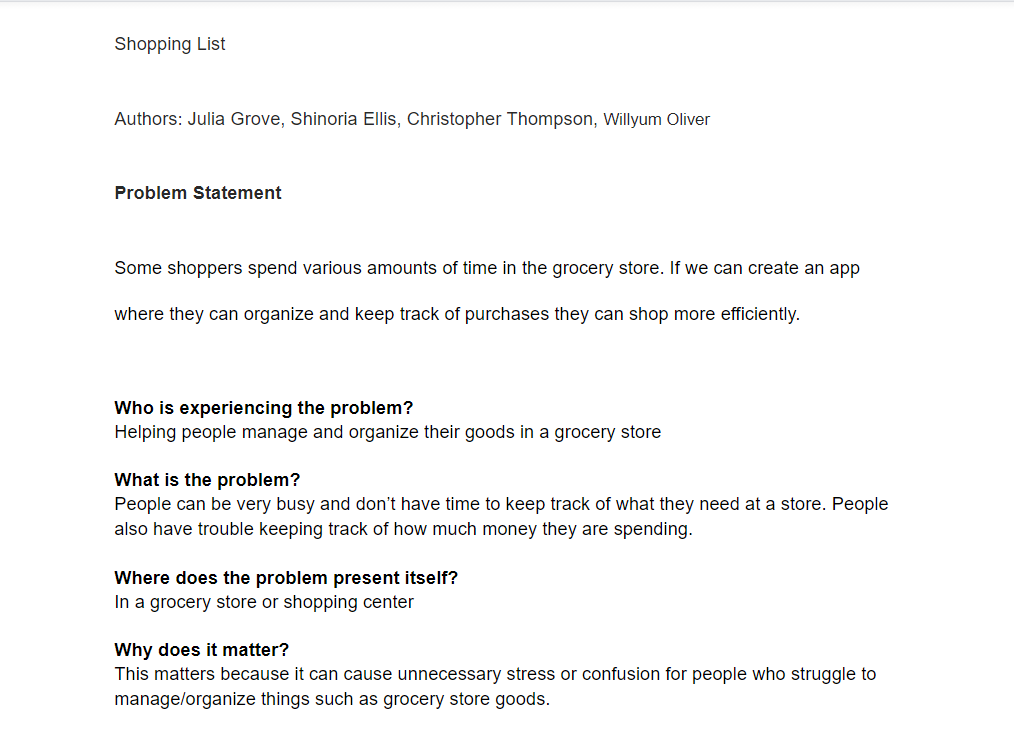 Shopping List
Authors: Julia Grove, Shinoria Ellis, Christopher Thompson, Willyum Oliver
Problem Statement
Some shoppers spend various amounts of time in the grocery store. If we can create an app
where they can organize and keep track of purchases they can shop more efficiently.
Who is experiencing the problem?
Helping people manage and organize their goods in a grocery store
What is the problem?
People can be very busy and don’t have time to keep track of what they need at a store. People
also have trouble keeping track of how much money they are spending.
Where does the problem present itself?
In a grocery store or shopping center
Why does it matter?
This matters because it can cause unnecessary stress or confusion for people who struggle to
manage/organize things such as grocery store goods.